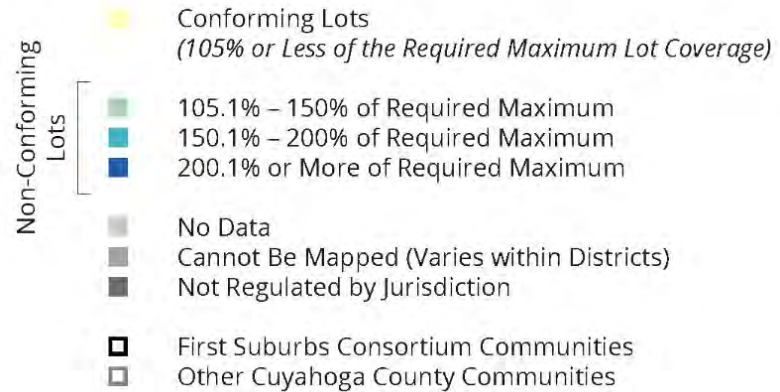 Conforming Lots
(105% or Less of the Required Maximum Lot Coverage)
Non-Conforming
Lots
105.1% – 150% of Required Maximum
150.1% – 200% of Required Maximum
200.1% or More of Required Maximum
No Data
Cannot Be Mapped (Varies within Districts)
Not Regulated by Jurisdiction
First Suburbs Consortium Communities
Other Cuyahoga County Communities